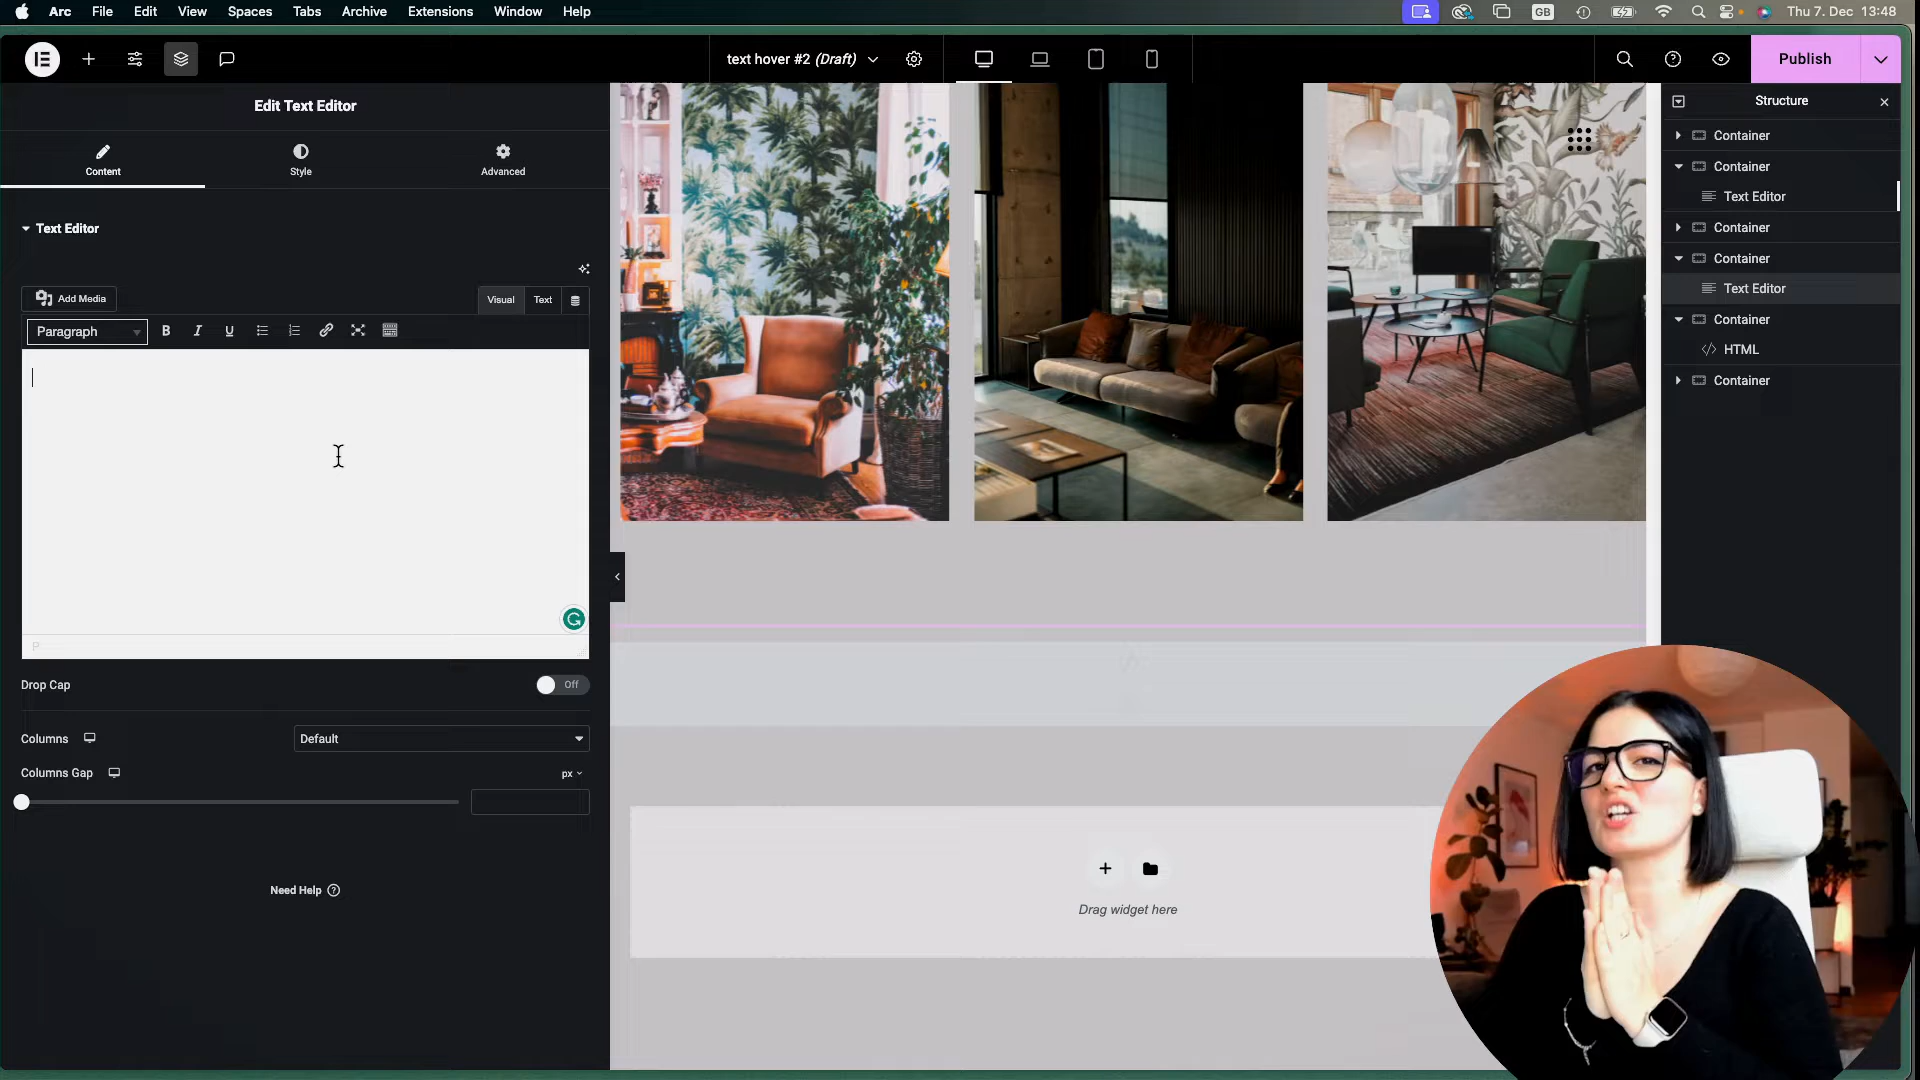 Arc File Edit View Spaces Tabs Archive Extensions Window Help GB Thu 7. Dec 13:48
text hover #2 (Draft) Publish
Edit Text Editor
Structure
Content Style Advanced
Container
Container
Text Editor
Container
Container
Text Editor
Container
HTML
Container
Text Editor
Add Media Visual Text
Paragraph B I U
P
Drop Cap Off
Columns Default
Columns Gap px
Need Help
Drag widget here